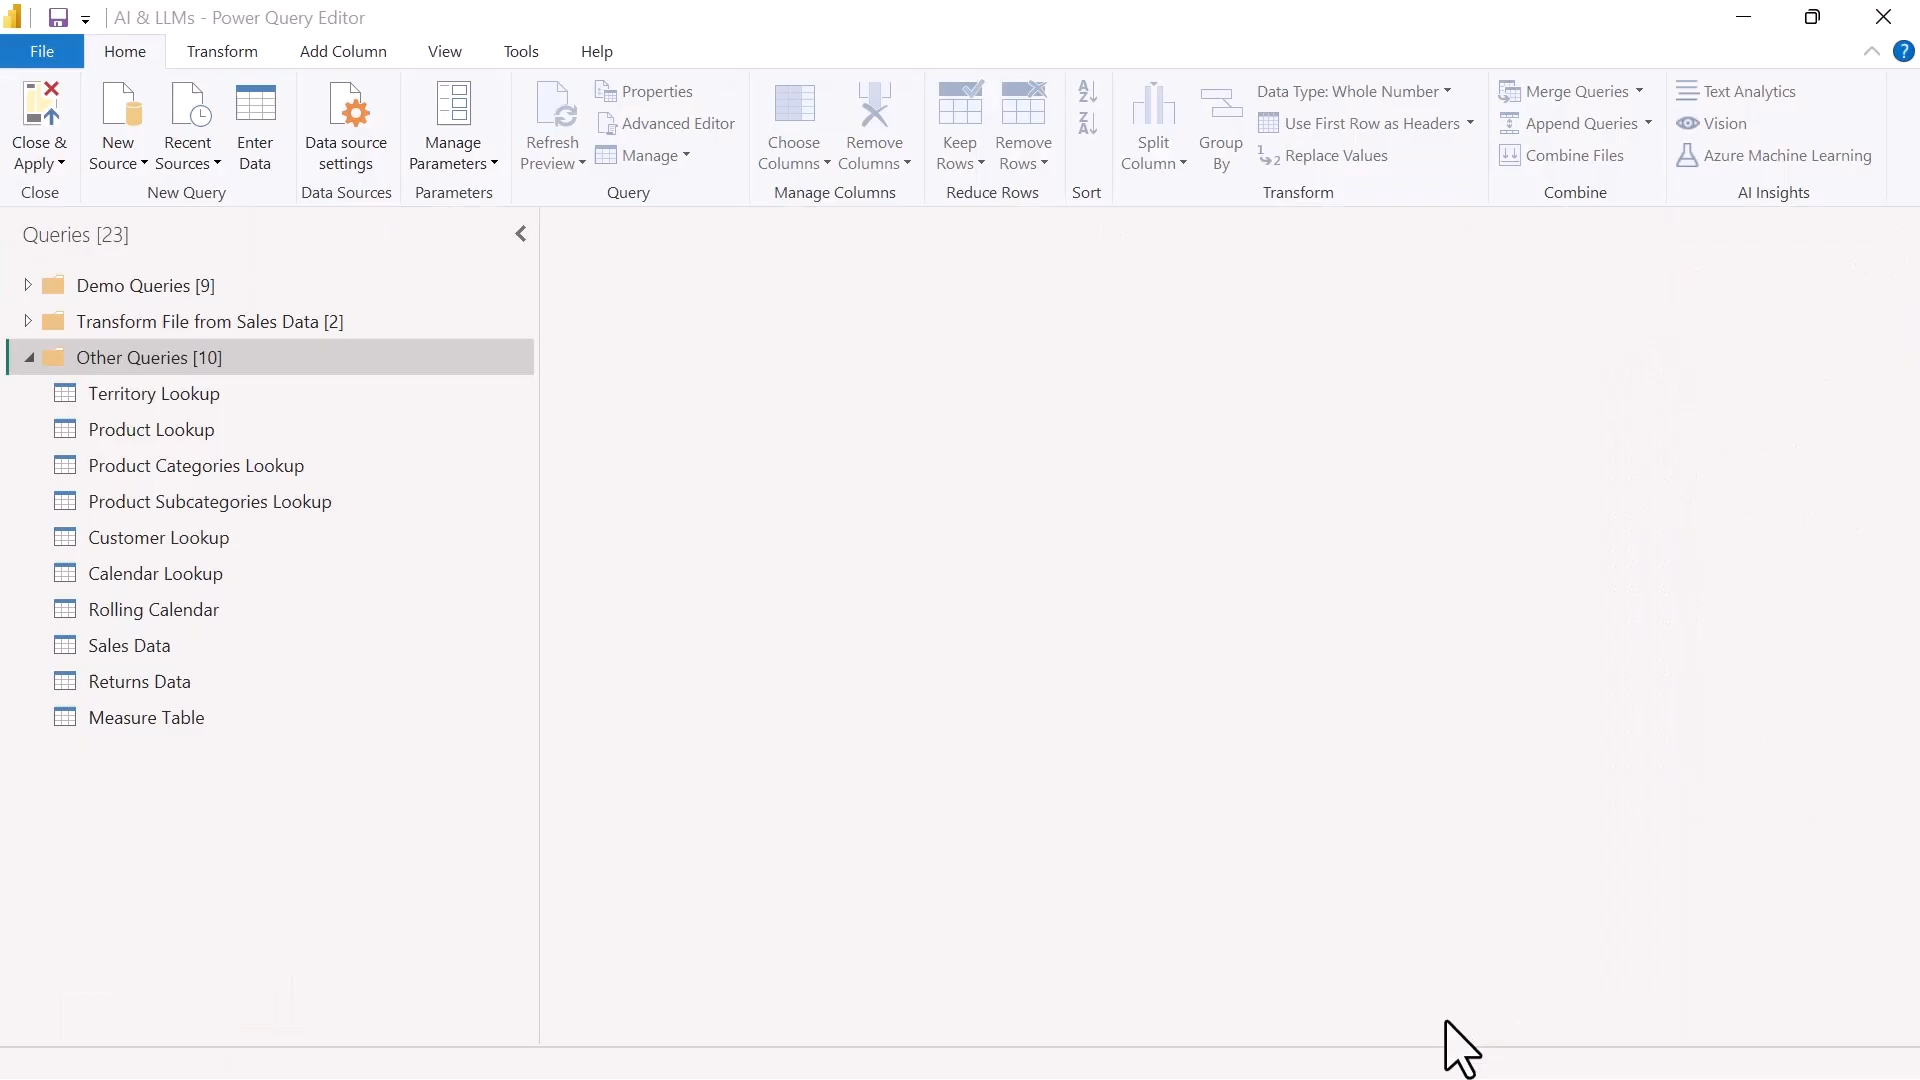 AI & LLMs - Power Query Editor
File Home Transform Add Column View Tools Help
?
Close &
Apply
Close
New
Source
Recent
Sources
Enter
Data
New Query
Data source
settings
Data Sources
Manage
Parameters
Parameters
Refresh
Preview
Properties
Advanced Editor
Manage
Query
Choose
Columns
Remove
Columns
Manage Columns
Keep
Rows
Remove
Rows
Reduce Rows
A
Z
Z
A
Sort
Split
Column
Group
By
Data Type: Whole Number
Use First Row as Headers
1
2
Replace Values
Transform
Merge Queries
Append Queries
Combine Files
Combine
Text Analytics
Vision
Azure Machine Learning
AI Insights
Queries [23]
Demo Queries [9]
Transform File from Sales Data [2]
Other Queries [10]
Territory Lookup
Product Lookup
Product Categories Lookup
Product Subcategories Lookup
Customer Lookup
Calendar Lookup
Rolling Calendar
Sales Data
Returns Data
Measure Table